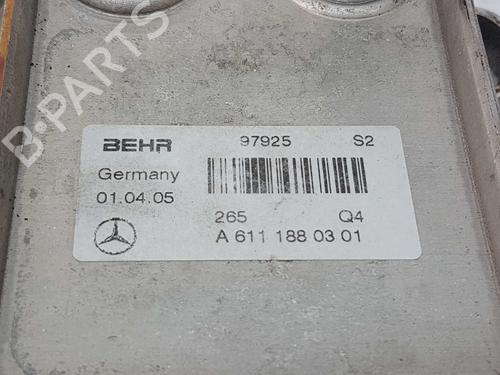 B-PARTS
BEHR 97925 S2
Germany
01.04.05
265 Q4
A 611 188 03 01